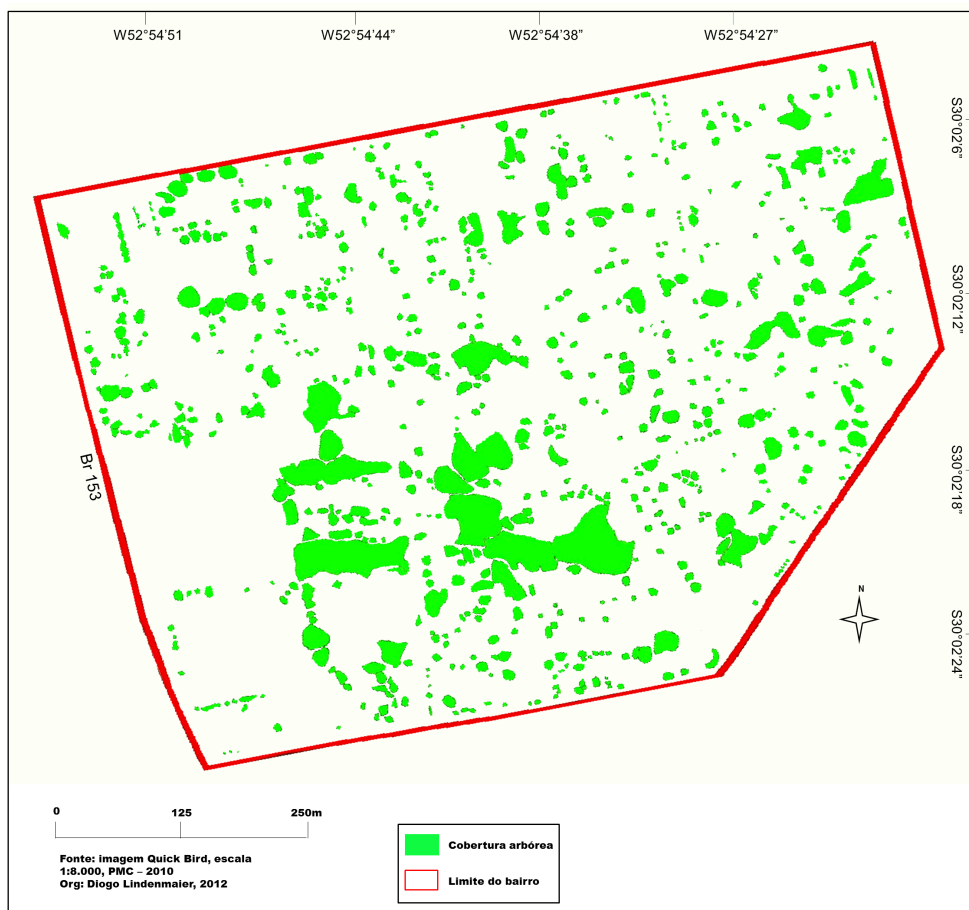 W52°54'51
W52°54'44”
W52°54'38”
W52°54'27”
S30°02'6”
S30°02'12”
S30°02'18”
S30°02'24”
Br 153
N
0 125 250m
Fonte: imagem Quick Bird, escala
1:8.000, PMC – 2010
Org: Diogo Lindenmaier, 2012
Cobertura arbórea
Limite do bairro